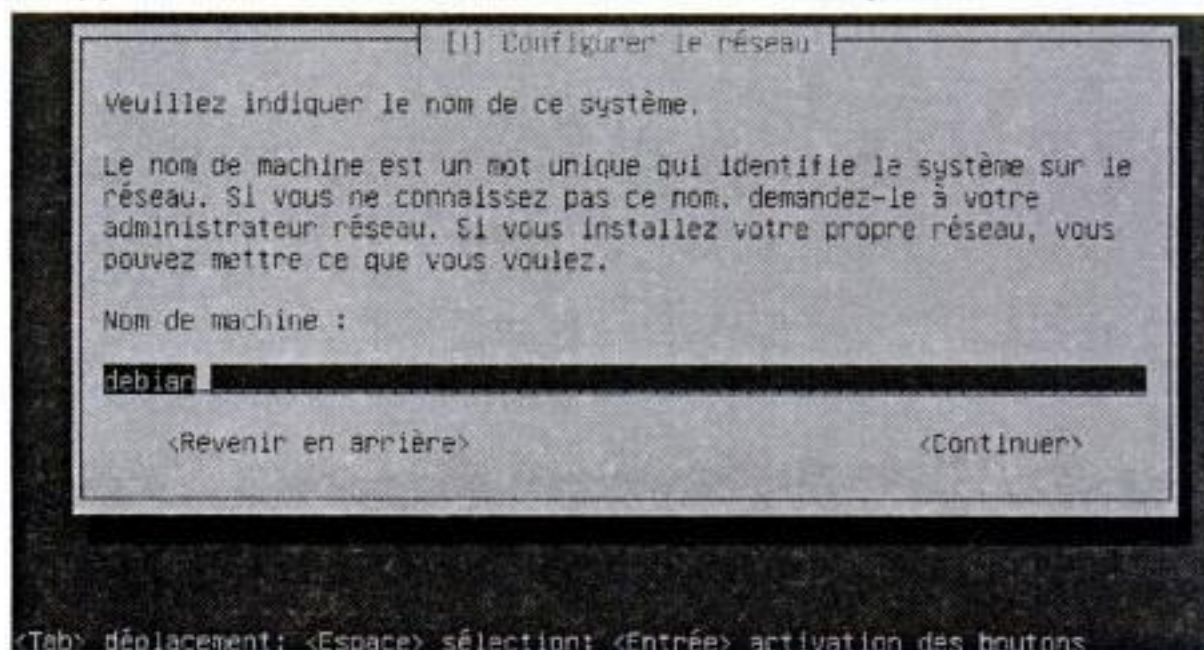 [!] Configurer le réseau
Veuillez indiquer le nom de ce système.
Le nom de machine est un mot unique qui identifie le système sur le
réseau. Si vous ne connaissez pas ce nom, demandez-le à votre
administrateur réseau. Si vous installez votre propre réseau, vous
pouvez mettre ce que vous voulez.
Nom de machine :
debian
<Revenir en arrière> <Continuer>
<Tab> déplacement; <Espace> sélection; <Entrée> activation des boutons